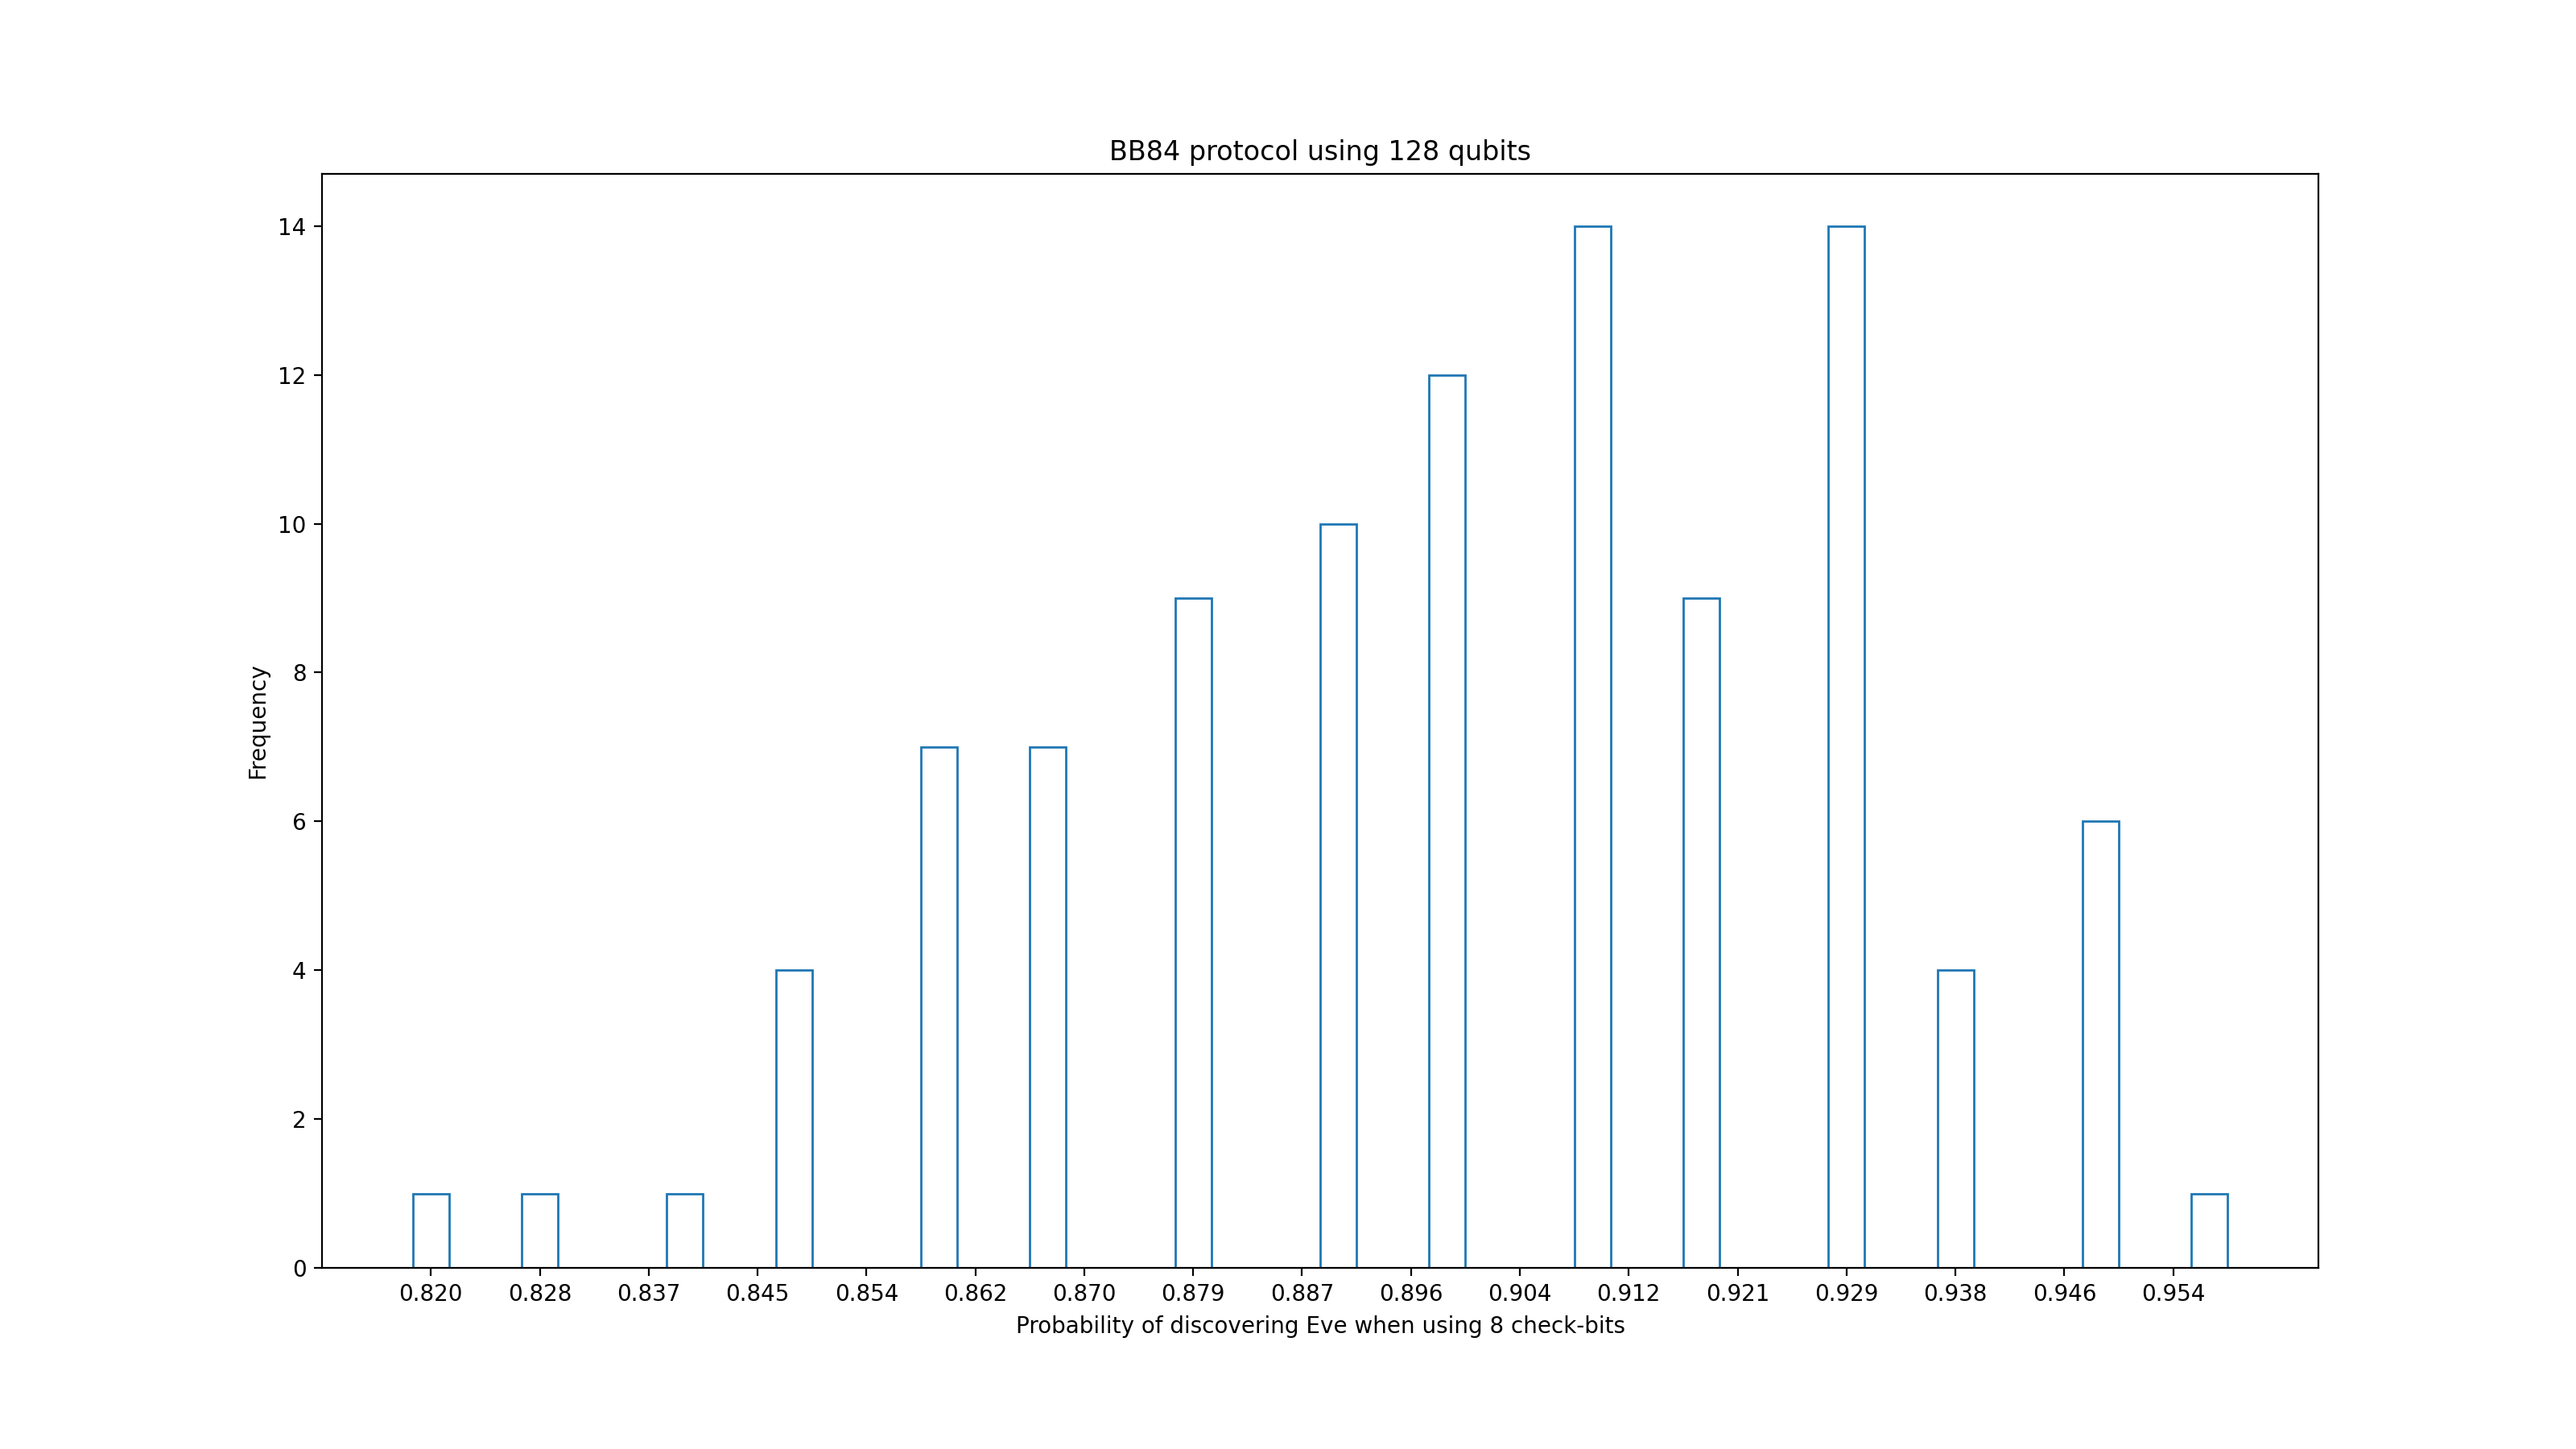 BB84 protocol using 128 qubits
14
12
10
8
6
4
2
0
Frequency
0.820 0.828 0.837 0.845 0.854 0.862 0.870 0.879 0.887 0.896 0.904 0.912 0.921 0.929 0.938 0.946 0.954
Probability of discovering Eve when using 8 check-bits